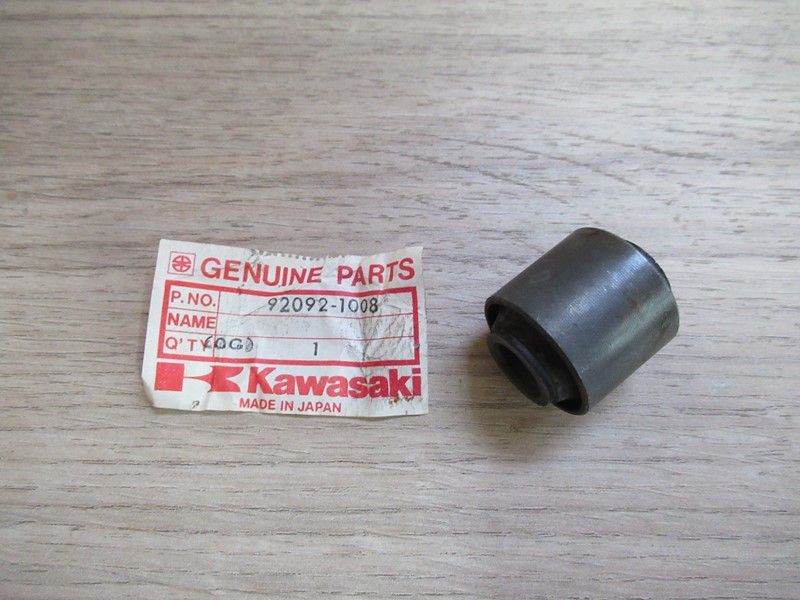 GENUINE PARTS
P. NO. 92092-1008
NAME
Q'TY 1
Kawasaki
MADE IN JAPAN